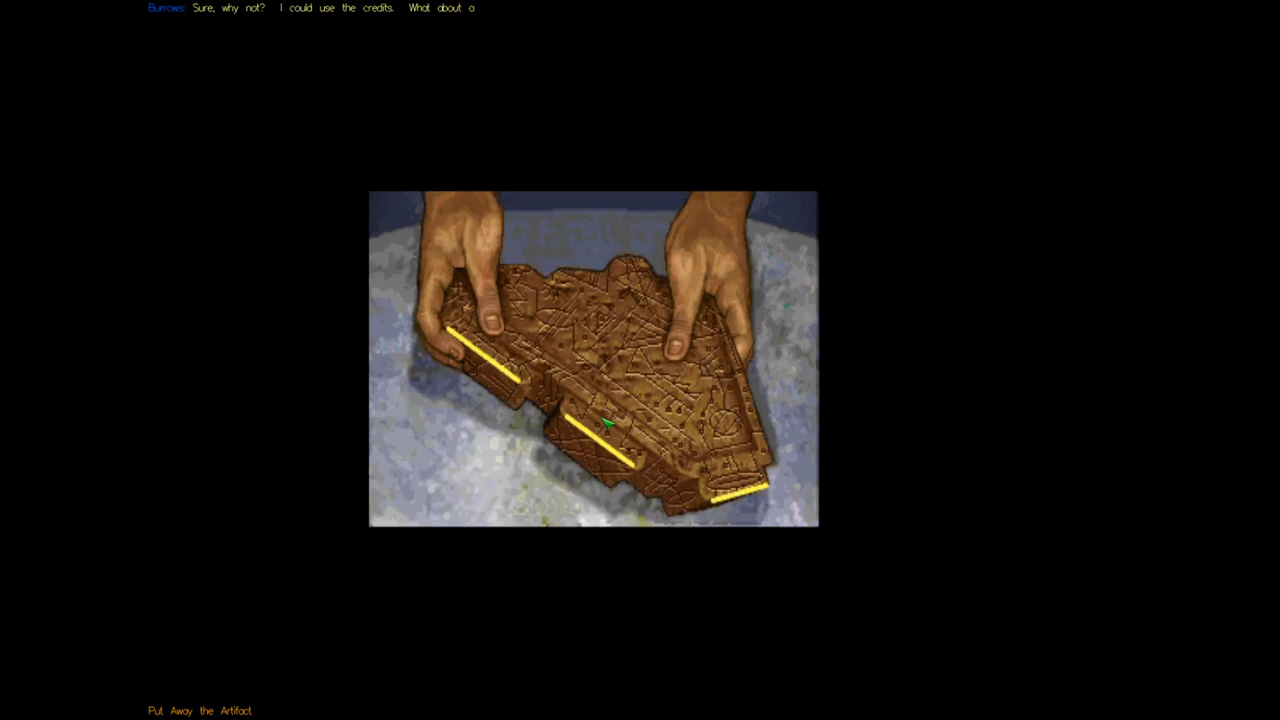 Burrows: Sure, why not? I could use the credits. What about a
Put Away the Artifact